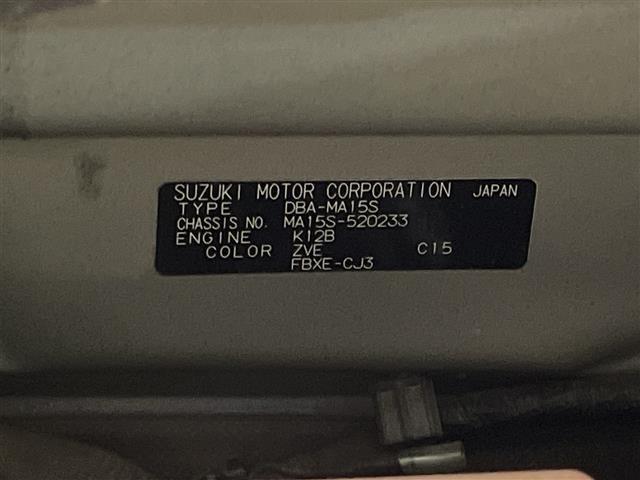 SUZUKI MOTOR CORPORATION JAPAN
TYPE DBA-MA15S
CHASSIS NO. MA15S-520233
ENGINE K12B
COLOR ZVE C15
FBXE-CJ3